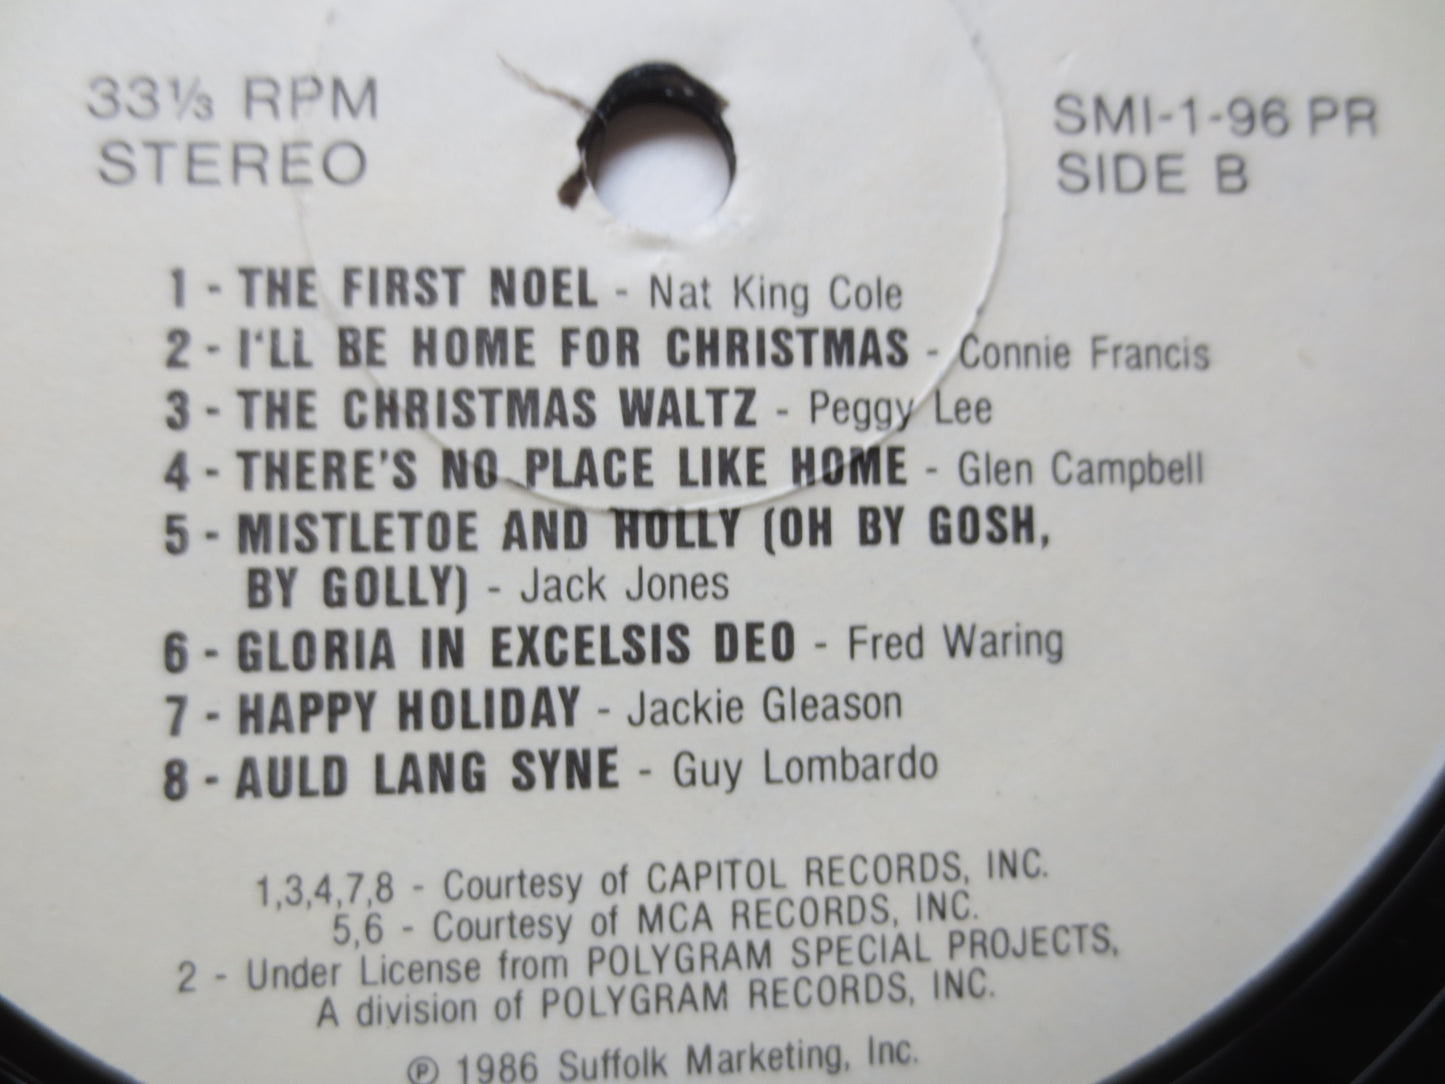 33⅓ RPM
STEREO
SMI-1-96 PR
SIDE B
1 - THE FIRST NOEL - Nat King Cole
2 - I'LL BE HOME FOR CHRISTMAS - Connie Francis
3 - THE CHRISTMAS WALTZ - Peggy Lee
4 - THERE'S NO PLACE LIKE HOME - Glen Campbell
5 - MISTLETOE AND HOLLY (OH BY GOSH,
BY GOLLY) - Jack Jones
6 - GLORIA IN EXCELSIS DEO - Fred Waring
7 - HAPPY HOLIDAY - Jackie Gleason
8 - AULD LANG SYNE - Guy Lombardo
1,3,4,7,8 - Courtesy of CAPITOL RECORDS, INC.
5,6 - Courtesy of MCA RECORDS, INC.
2 - Under License from POLYGRAM SPECIAL PROJECTS,
A division of POLYGRAM RECORDS, INC.
℗ 1986 Suffolk Marketing, Inc.